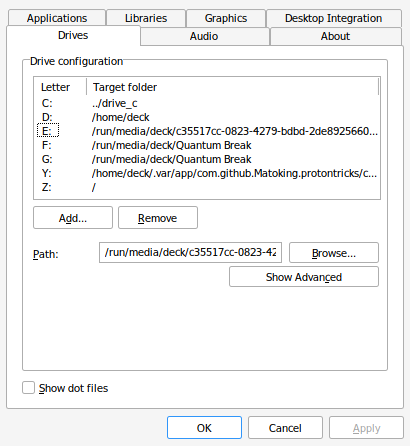 Applications Libraries Graphics Desktop Integration
Drives Audio About
Drive configuration
Letter Target folder
C: ../drive_c
D: /home/deck
E: /run/media/deck/c35517cc-0823-4279-bdbd-2de8925660...
F: /run/media/deck/Quantum Break
G: /run/media/deck/Quantum Break
Y: /home/deck/.var/app/com.github.Matoking.protontricks/c...
Z: /
Add... Remove
Path: /run/media/deck/c35517cc-0823-42 Browse...
Show Advanced
Show dot files
OK Cancel Apply